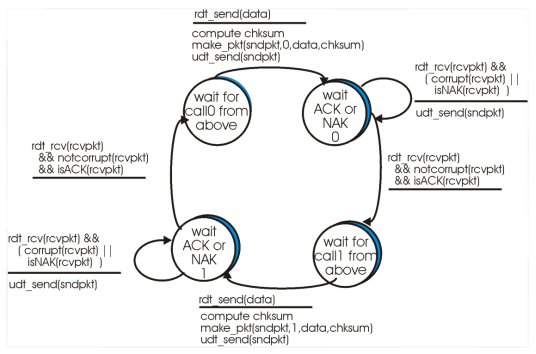 rdt_send(data)
compute chksum
make_pkt(sndpkt,0,data,chksum)
udt_send(sndpkt)
wait for
call0 from
above
wait
ACK or
NAK
0
rdt_rcv(rcvpkt) &&
( corrupt(rcvpkt) ||
isNAK(rcvpkt) )
udt_send(sndpkt)
rdt_rcv(rcvpkt)
&& notcorrupt(rcvpkt)
&& isACK(rcvpkt)
rdt_rcv(rcvpkt)
&& notcorrupt(rcvpkt)
&& isACK(rcvpkt)
rdt_rcv(rcvpkt) &&
( corrupt(rcvpkt) ||
isNAK(rcvpkt) )
udt_send(sndpkt)
wait
ACK or
NAK
1
wait for
call1 from
above
rdt_send(data)
compute chksum
make_pkt(sndpkt,1,data,chksum)
udt_send(sndpkt)